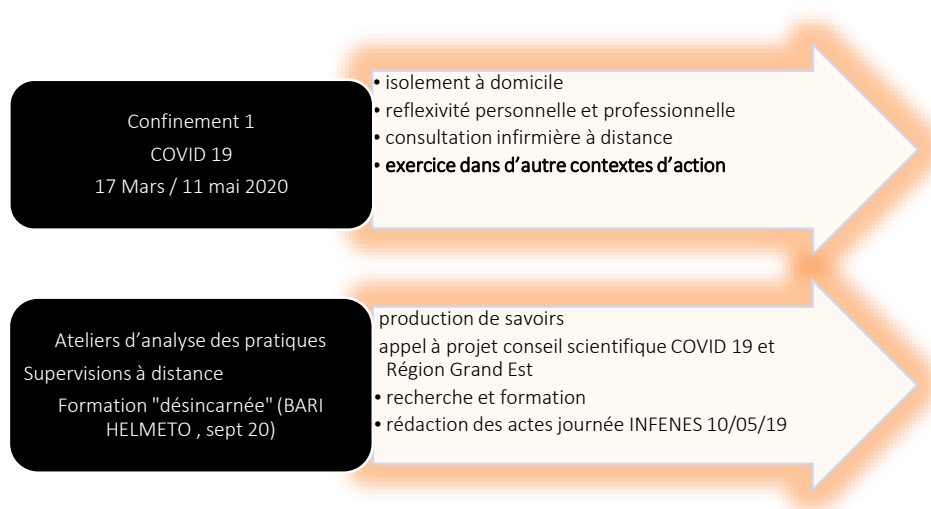 Confinement 1
COVID 19
17 Mars / 11 mai 2020
• isolement à domicile
• reflexivité personnelle et professionnelle
• consultation infirmière à distance
• exercice dans d'autre contextes d'action
Ateliers d'analyse des pratiques
Supervisions à distance
Formation "désincarnée" (BARI
HELMETO , sept 20)
production de savoirs
appel à projet conseil scientifique COVID 19 et
Région Grand Est
• recherche et formation
• rédaction des actes journée INFENES 10/05/19